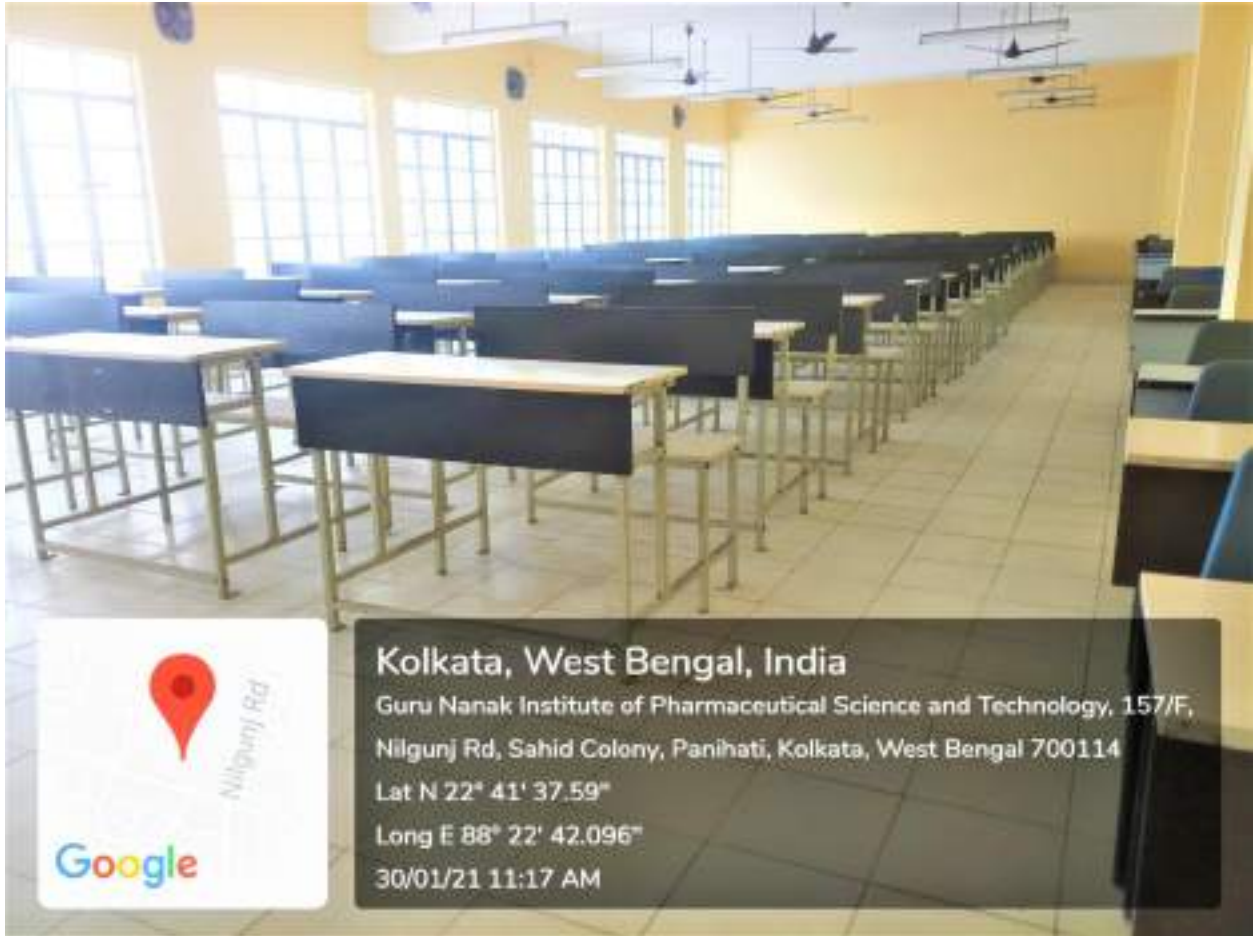 Kolkata, West Bengal, India
Guru Nanak Institute of Pharmaceutical Science and Technology, 157/F,
Nilgunj Rd, Sahid Colony, Panihati, Kolkata, West Bengal 700114
Lat N 22° 41' 37.59"
Long E 88° 22' 42.096"
30/01/21 11:17 AM
Nilgunj Rd
Google